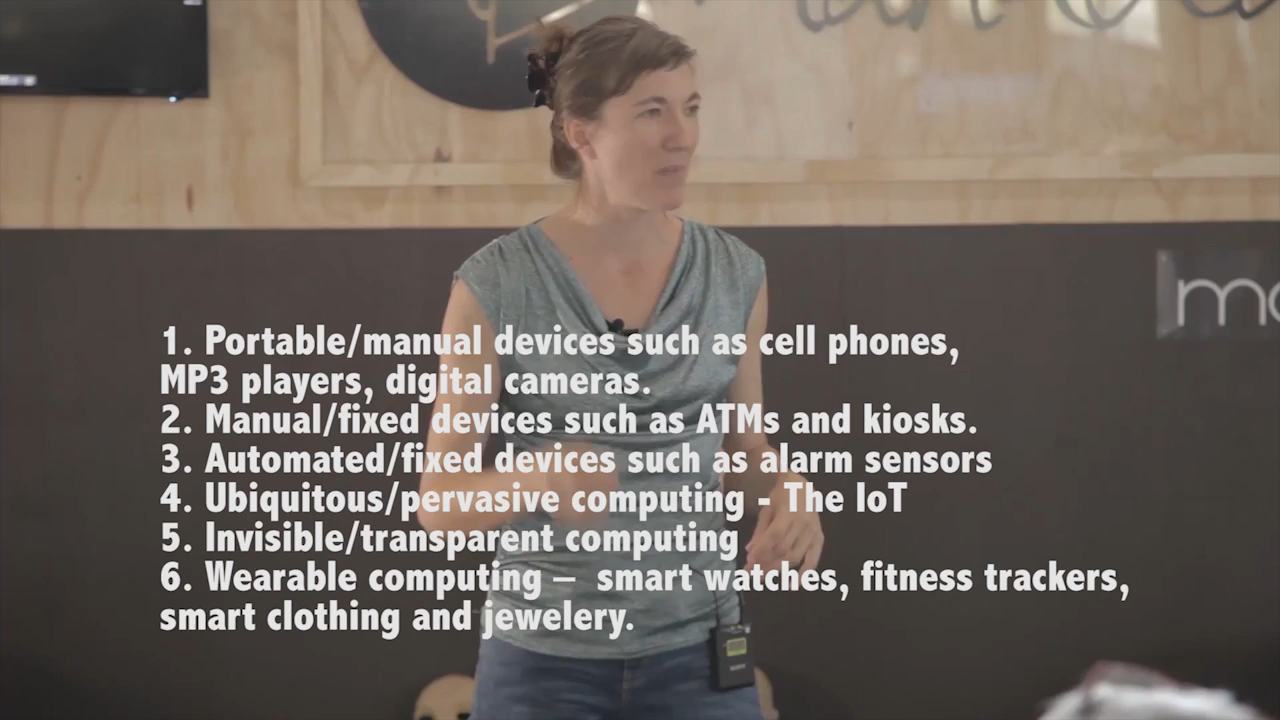 1. Portable/manual devices such as cell phones,
MP3 players, digital cameras.
2. Manual/fixed devices such as ATMs and kiosks.
3. Automated/fixed devices such as alarm sensors
4. Ubiquitous/pervasive computing - The IoT
5. Invisible/transparent computing
6. Wearable computing –  smart watches, fitness trackers,
smart clothing and jewelery.